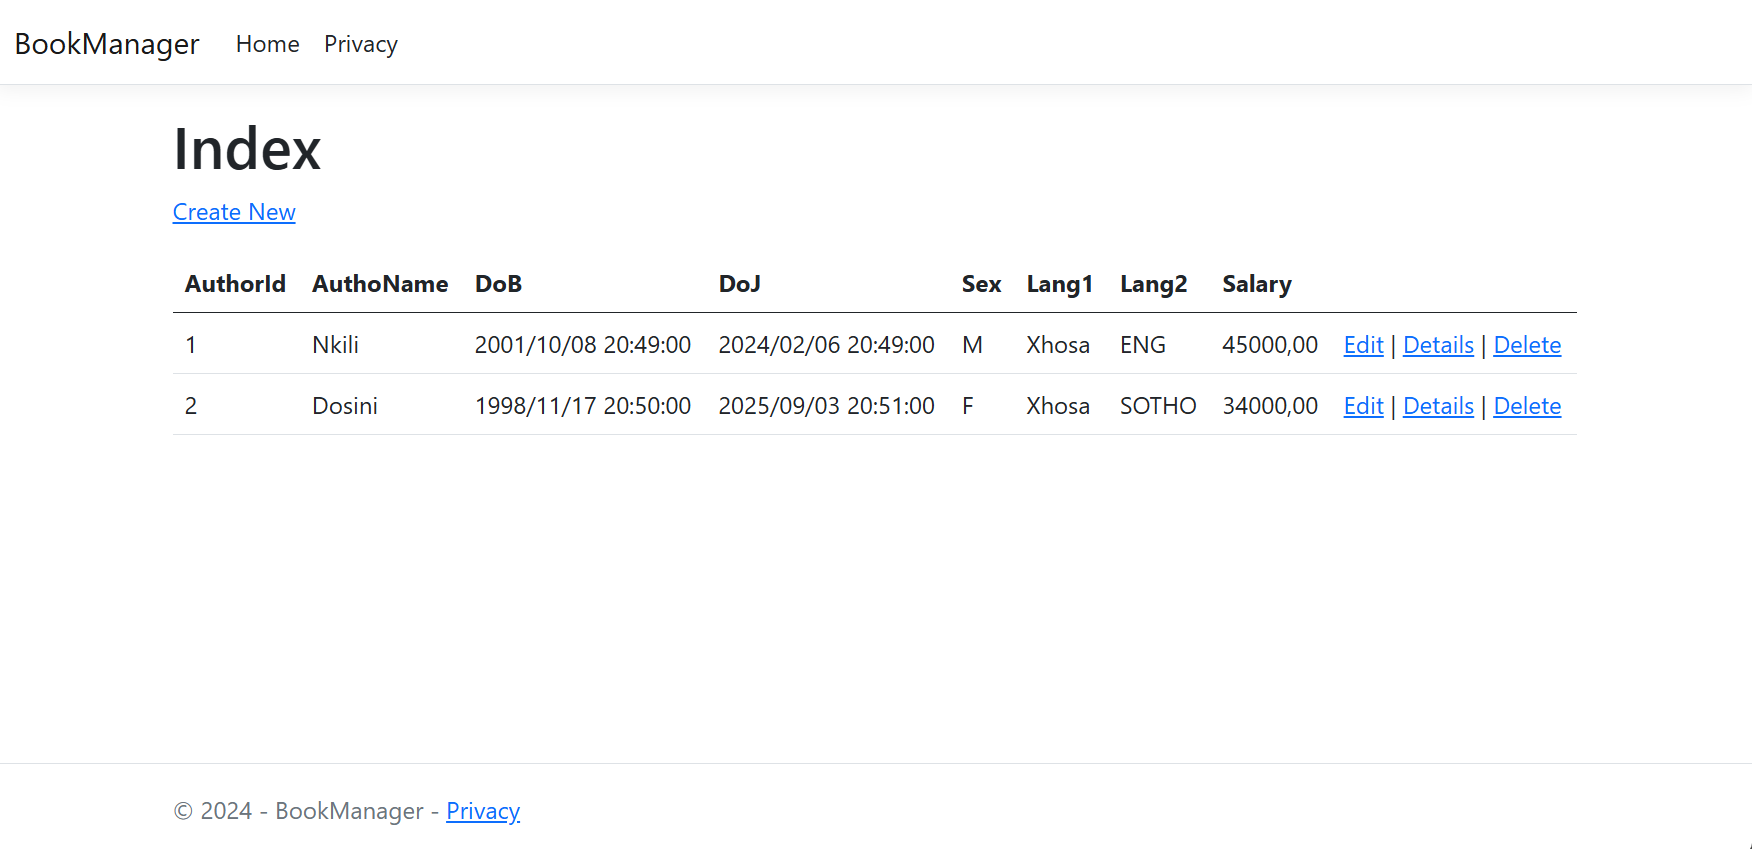 BookManager Home Privacy
Index
Create New
AuthorId AuthoName DoB DoJ Sex Lang1 Lang2 Salary
1 Nkili 2001/10/08 20:49:00 2024/02/06 20:49:00 M Xhosa ENG 45000,00 Edit | Details | Delete
2 Dosini 1998/11/17 20:50:00 2025/09/03 20:51:00 F Xhosa SOTHO 34000,00 Edit | Details | Delete
© 2024 - BookManager - Privacy